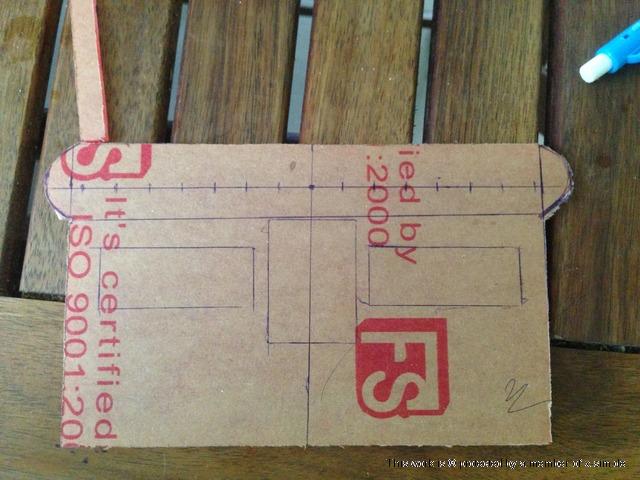 FS
It's certified
ISO 9001:20
ied by
:2000
FS